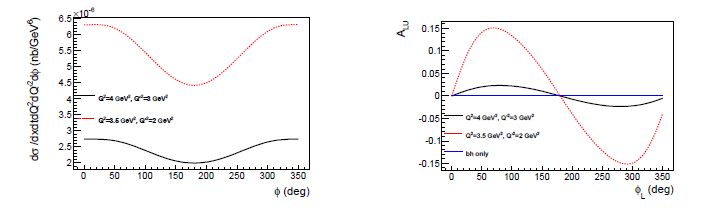 dσ/dxdtdQ²dQ'²dφ (nb/GeV⁶)
×10⁻⁶
6.5
6
5.5
5
4.5
4
3.5
3
2.5
2
Q²=4 GeV², Q'²=3 GeV²
Q²=3.5 GeV², Q'²=2 GeV²
0 50 100 150 200 250 300 350
φ (deg)
A_LU
0.15
0.1
0.05
0
-0.05
-0.1
-0.15
Q²=4 GeV², Q'²=3 GeV²
Q²=3.5 GeV², Q'²=2 GeV²
bh only
0 50 100 150 200 250 300 350
φ_L (deg)